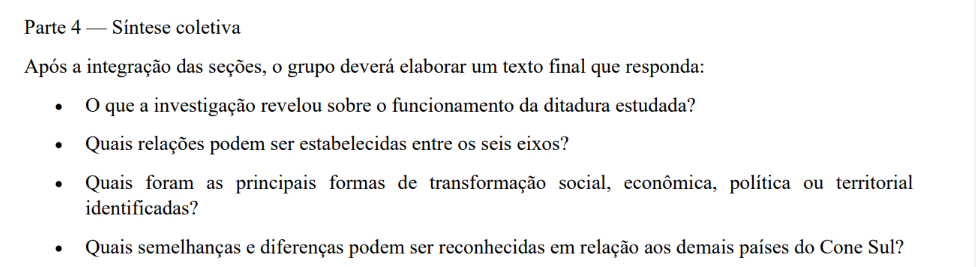 Parte 4 — Síntese coletiva
Após a integração das seções, o grupo deverá elaborar um texto final que responda:
• O que a investigação revelou sobre o funcionamento da ditadura estudada?
• Quais relações podem ser estabelecidas entre os seis eixos?
• Quais foram as principais formas de transformação social, econômica, política ou territorial
identificadas?
• Quais semelhanças e diferenças podem ser reconhecidas em relação aos demais países do Cone Sul?